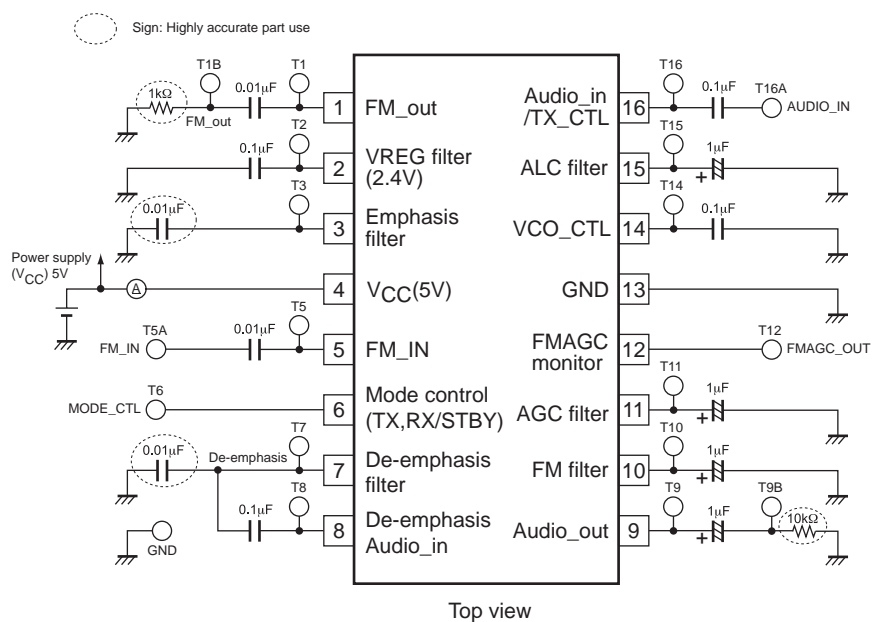 Sign: Highly accurate part use
T1B
T1
0.01µF
1kΩ
FM_out
1
FM_out
T2
0.1µF
2
VREG filter
(2.4V)
T3
0.01µF
3
Emphasis
filter
Power supply
(VCC) 5V
A
4
VCC(5V)
T5
0.01µF
T5A
FM_IN
5
FM_IN
T6
MODE_CTL
6
Mode control
(TX,RX/STBY)
T7
0.01µF
De-emphasis
7
De-emphasis
filter
T8
0.1µF
8
De-emphasis
Audio_in
GND
T16
0.1µF
T16A
AUDIO_IN
Audio_in
/TX_CTL
16
T15
1µF
+
ALC filter
15
T14
0.1µF
VCO_CTL
14
GND
13
T12
FMAGC_OUT
FMAGC
monitor
12
T11
1µF
+
AGC filter
11
T10
1µF
+
FM filter
10
T9
1µF
+
T9B
10kΩ
Audio_out
9
Top view